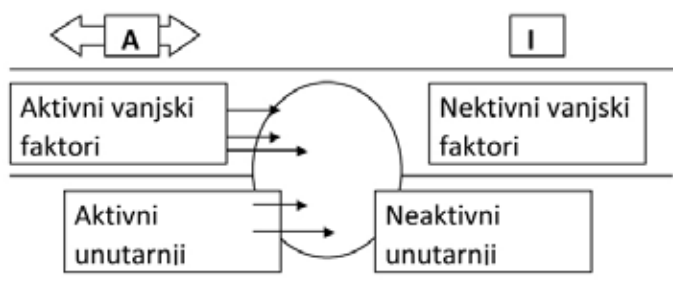 A
I
Aktivni vanjski
faktori
Nektivni vanjski
faktori
Aktivni
unutarnji
Neaktivni
unutarnji